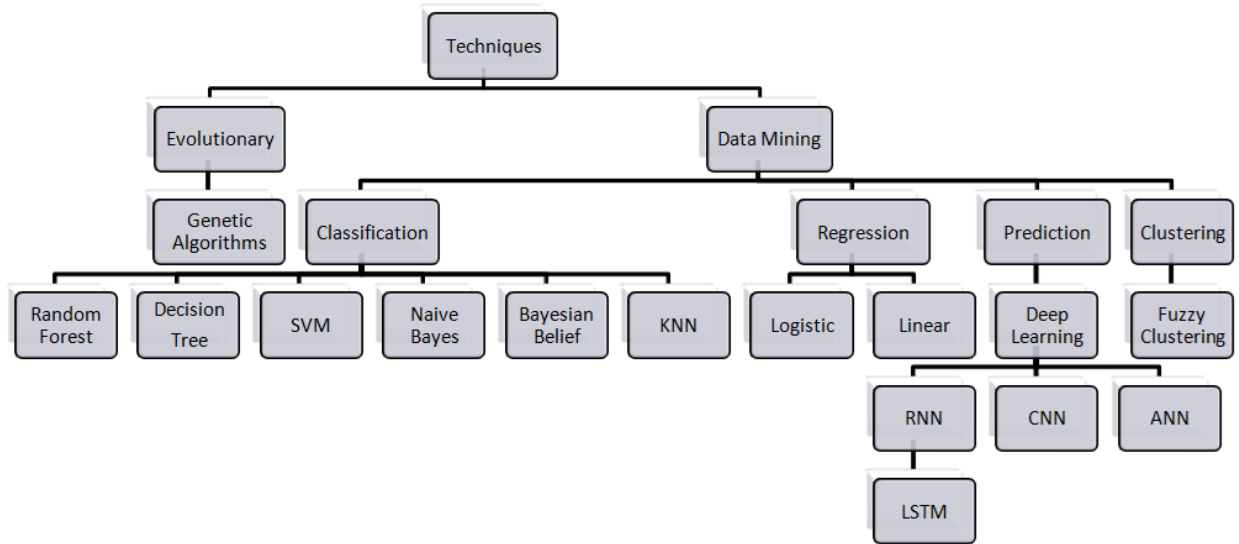 Techniques
Evolutionary
Data Mining
Genetic
Algorithms
Classification
Regression
Prediction
Clustering
Random
Forest
Decision
Tree
SVM
Naive
Bayes
Bayesian
Belief
KNN
Logistic
Linear
Deep
Learning
Fuzzy
Clustering
RNN
CNN
ANN
LSTM